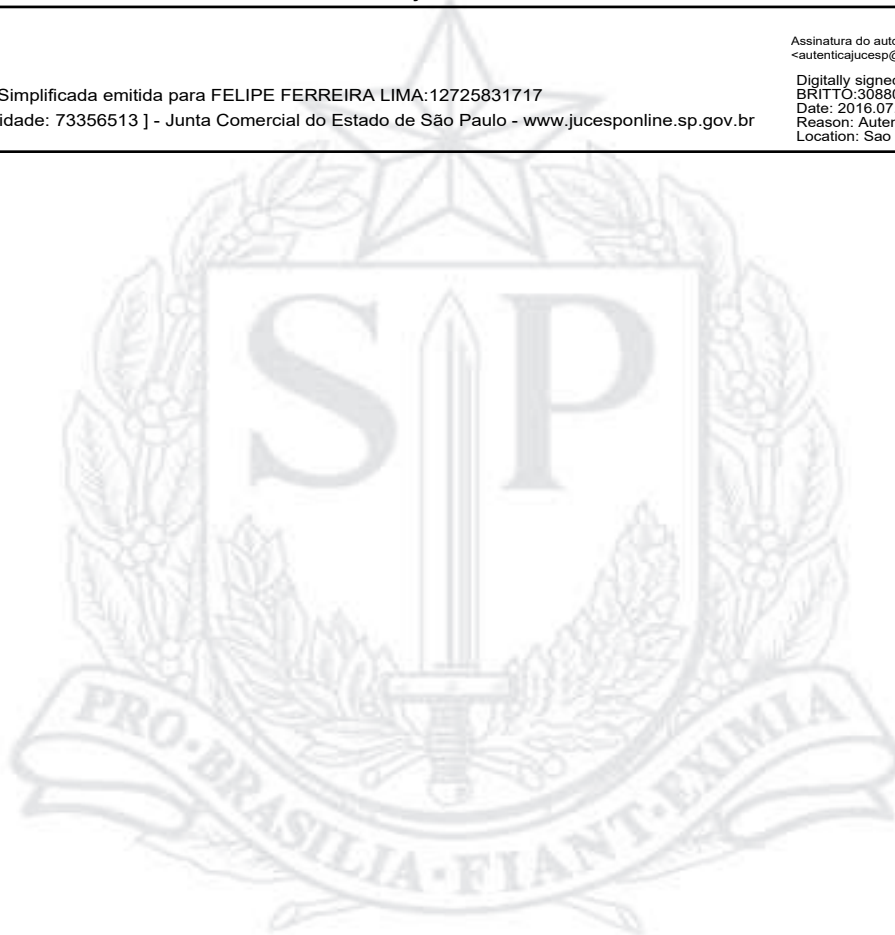 Assinatura do auto
<autenticajucesp@
Simplificada emitida para FELIPE FERREIRA LIMA:12725831717
idade: 73356513 ] - Junta Comercial do Estado de São Paulo - www.jucesponline.sp.gov.br
Digitally signed
BRITTO:30880
Date: 2016.07
Reason: Auten
Location: Sao
S P
PRO·BRASILIA·FIANT·EXIMIA